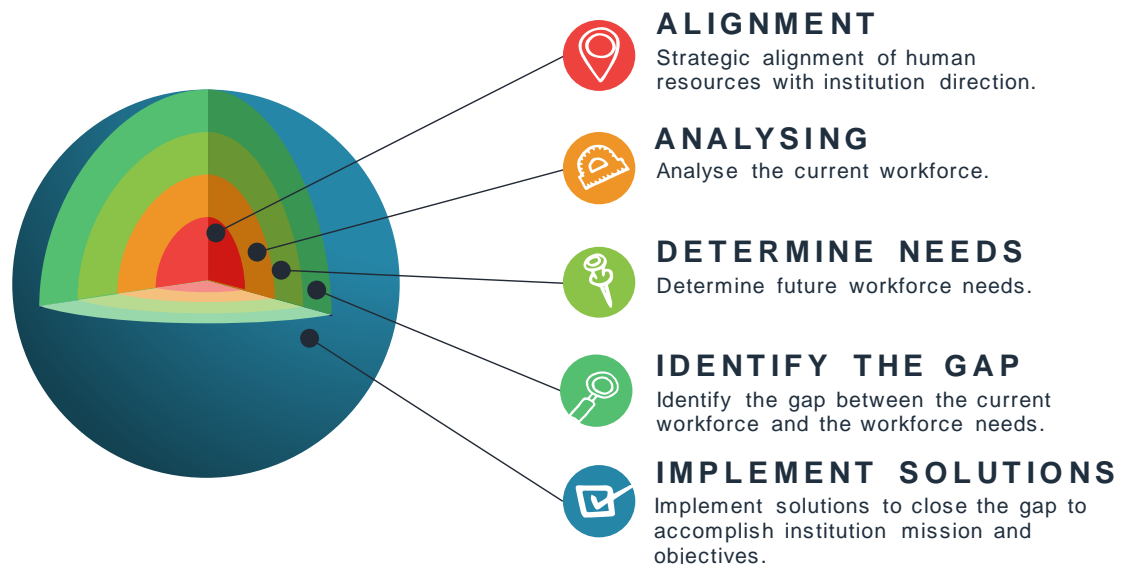 ALIGNMENT
Strategic alignment of human
resources with institution direction.
ANALYSING
Analyse the current workforce.
DETERMINE NEEDS
Determine future workforce needs.
IDENTIFY THE GAP
Identify the gap between the current
workforce and the workforce needs.
IMPLEMENT SOLUTIONS
Implement solutions to close the gap to
accomplish institution mission and
objectives.